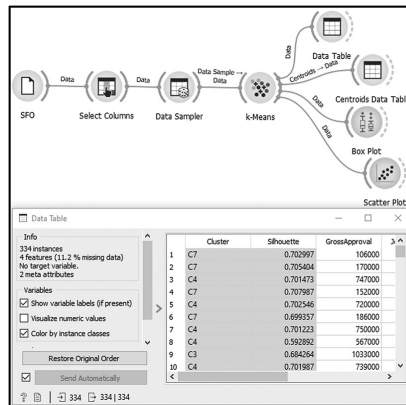 Data
Data Table
Data
Data
Data Sample → Data
Centroids → Data
SFO
Select Columns
Data Sampler
k-Means
Centroids Data Tabl
Data
Box Plot
Data
Scatter Plot
Data Table
Info
334 instances
4 features (11.2 % missing data)
No target variable.
2 meta attributes
Variables
Show variable labels (if present)
Visualize numeric values
Color by instance classes
Restore Original Order
Send Automatically
334 334 | 334
Cluster Silhouette GrossApproval
1 C7 0.702997 106000
2 C7 0.705404 170000
3 C4 0.701473 747000
4 C7 0.707987 152000
5 C4 0.702546 720000
6 C7 0.699357 186000
7 C4 0.701223 750000
8 C4 0.592892 567000
9 C3 0.684264 1033000
10 C4 0.701987 739000